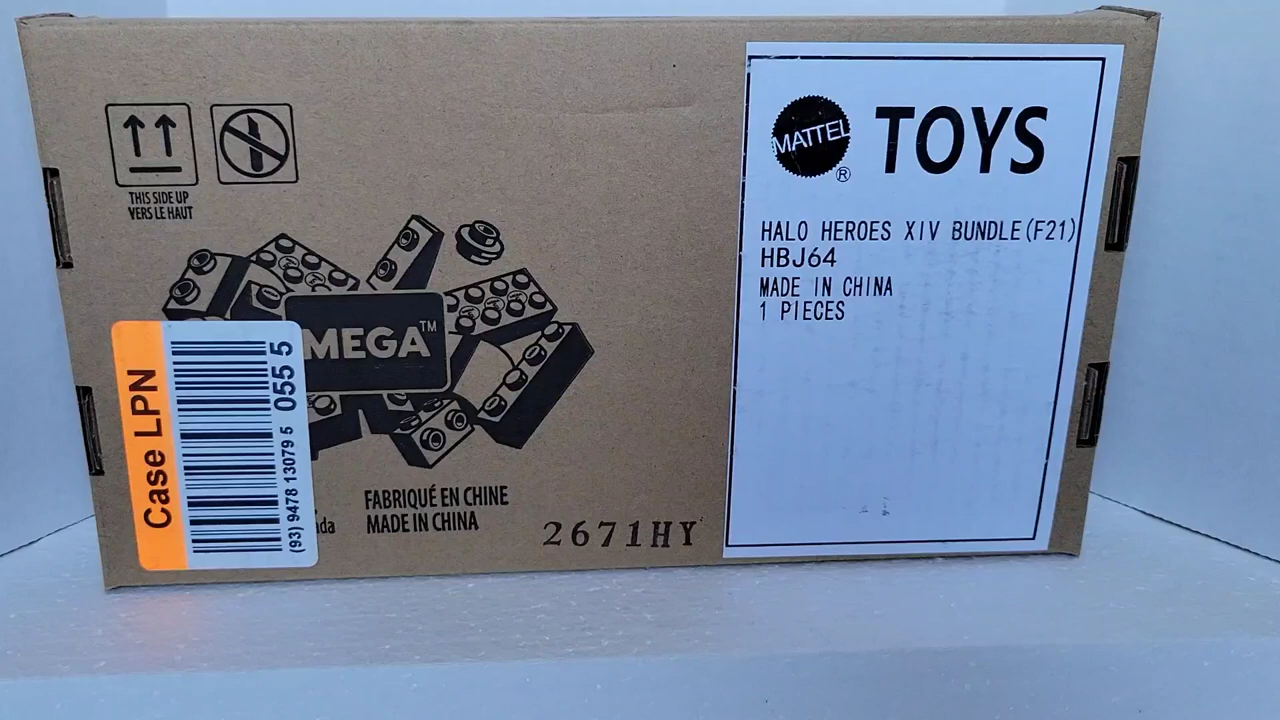 THIS SIDE UP
VERS LE HAUT
MEGA™
Case LPN
(93) 9478 13079 5 055 5
FABRIQUÉ EN CHINE
MADE IN CHINA
2671HY
MATTEL
®
TOYS
HALO HEROES XIV BUNDLE(F21)
HBJ64
MADE IN CHINA
1 PIECES